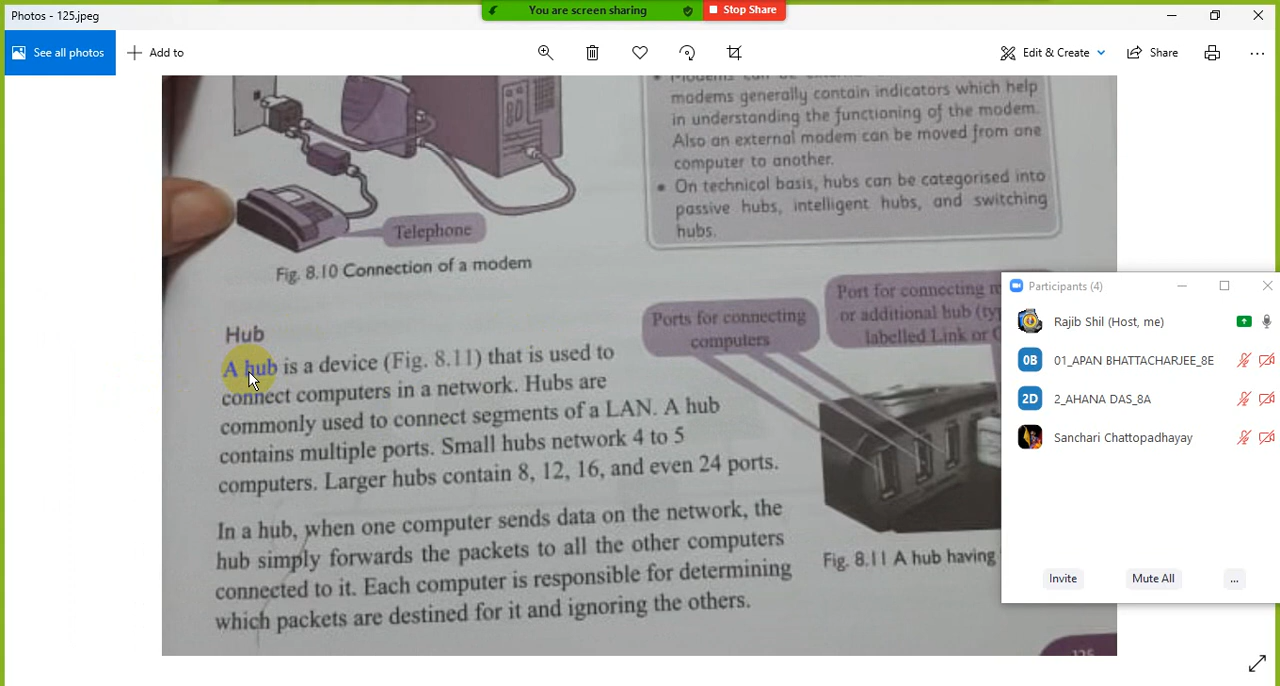 You are screen sharing
Stop Share
Photos - 125.jpeg
See all photos
Add to
Edit & Create
Share
modems generally contain indicators which help
in understanding the functioning of the modem.
Also an external modem can be moved from one
computer to another.
• On technical basis, hubs can be categorised into
passive hubs, intelligent hubs, and switching
hubs.
Telephone
Fig. 8.10 Connection of a modem
Hub
A hub is a device (Fig. 8.11) that is used to
connect computers in a network. Hubs are
commonly used to connect segments of a LAN. A hub
contains multiple ports. Small hubs network 4 to 5
computers. Larger hubs contain 8, 12, 16, and even 24 ports.
In a hub, when one computer sends data on the network, the
hub simply forwards the packets to all the other computers
connected to it. Each computer is responsible for determining
which packets are destined for it and ignoring the others.
Ports for connecting
computers
Port for connecting
or additional hub
labelled Link or
Fig. 8.11 A hub having
Participants (4)
Rajib Shil (Host, me)
0B 01_APAN BHATTACHARJEE_8E
2D 2_AHANA DAS_8A
Sanchari Chattopadhayay
Invite
Mute All
...